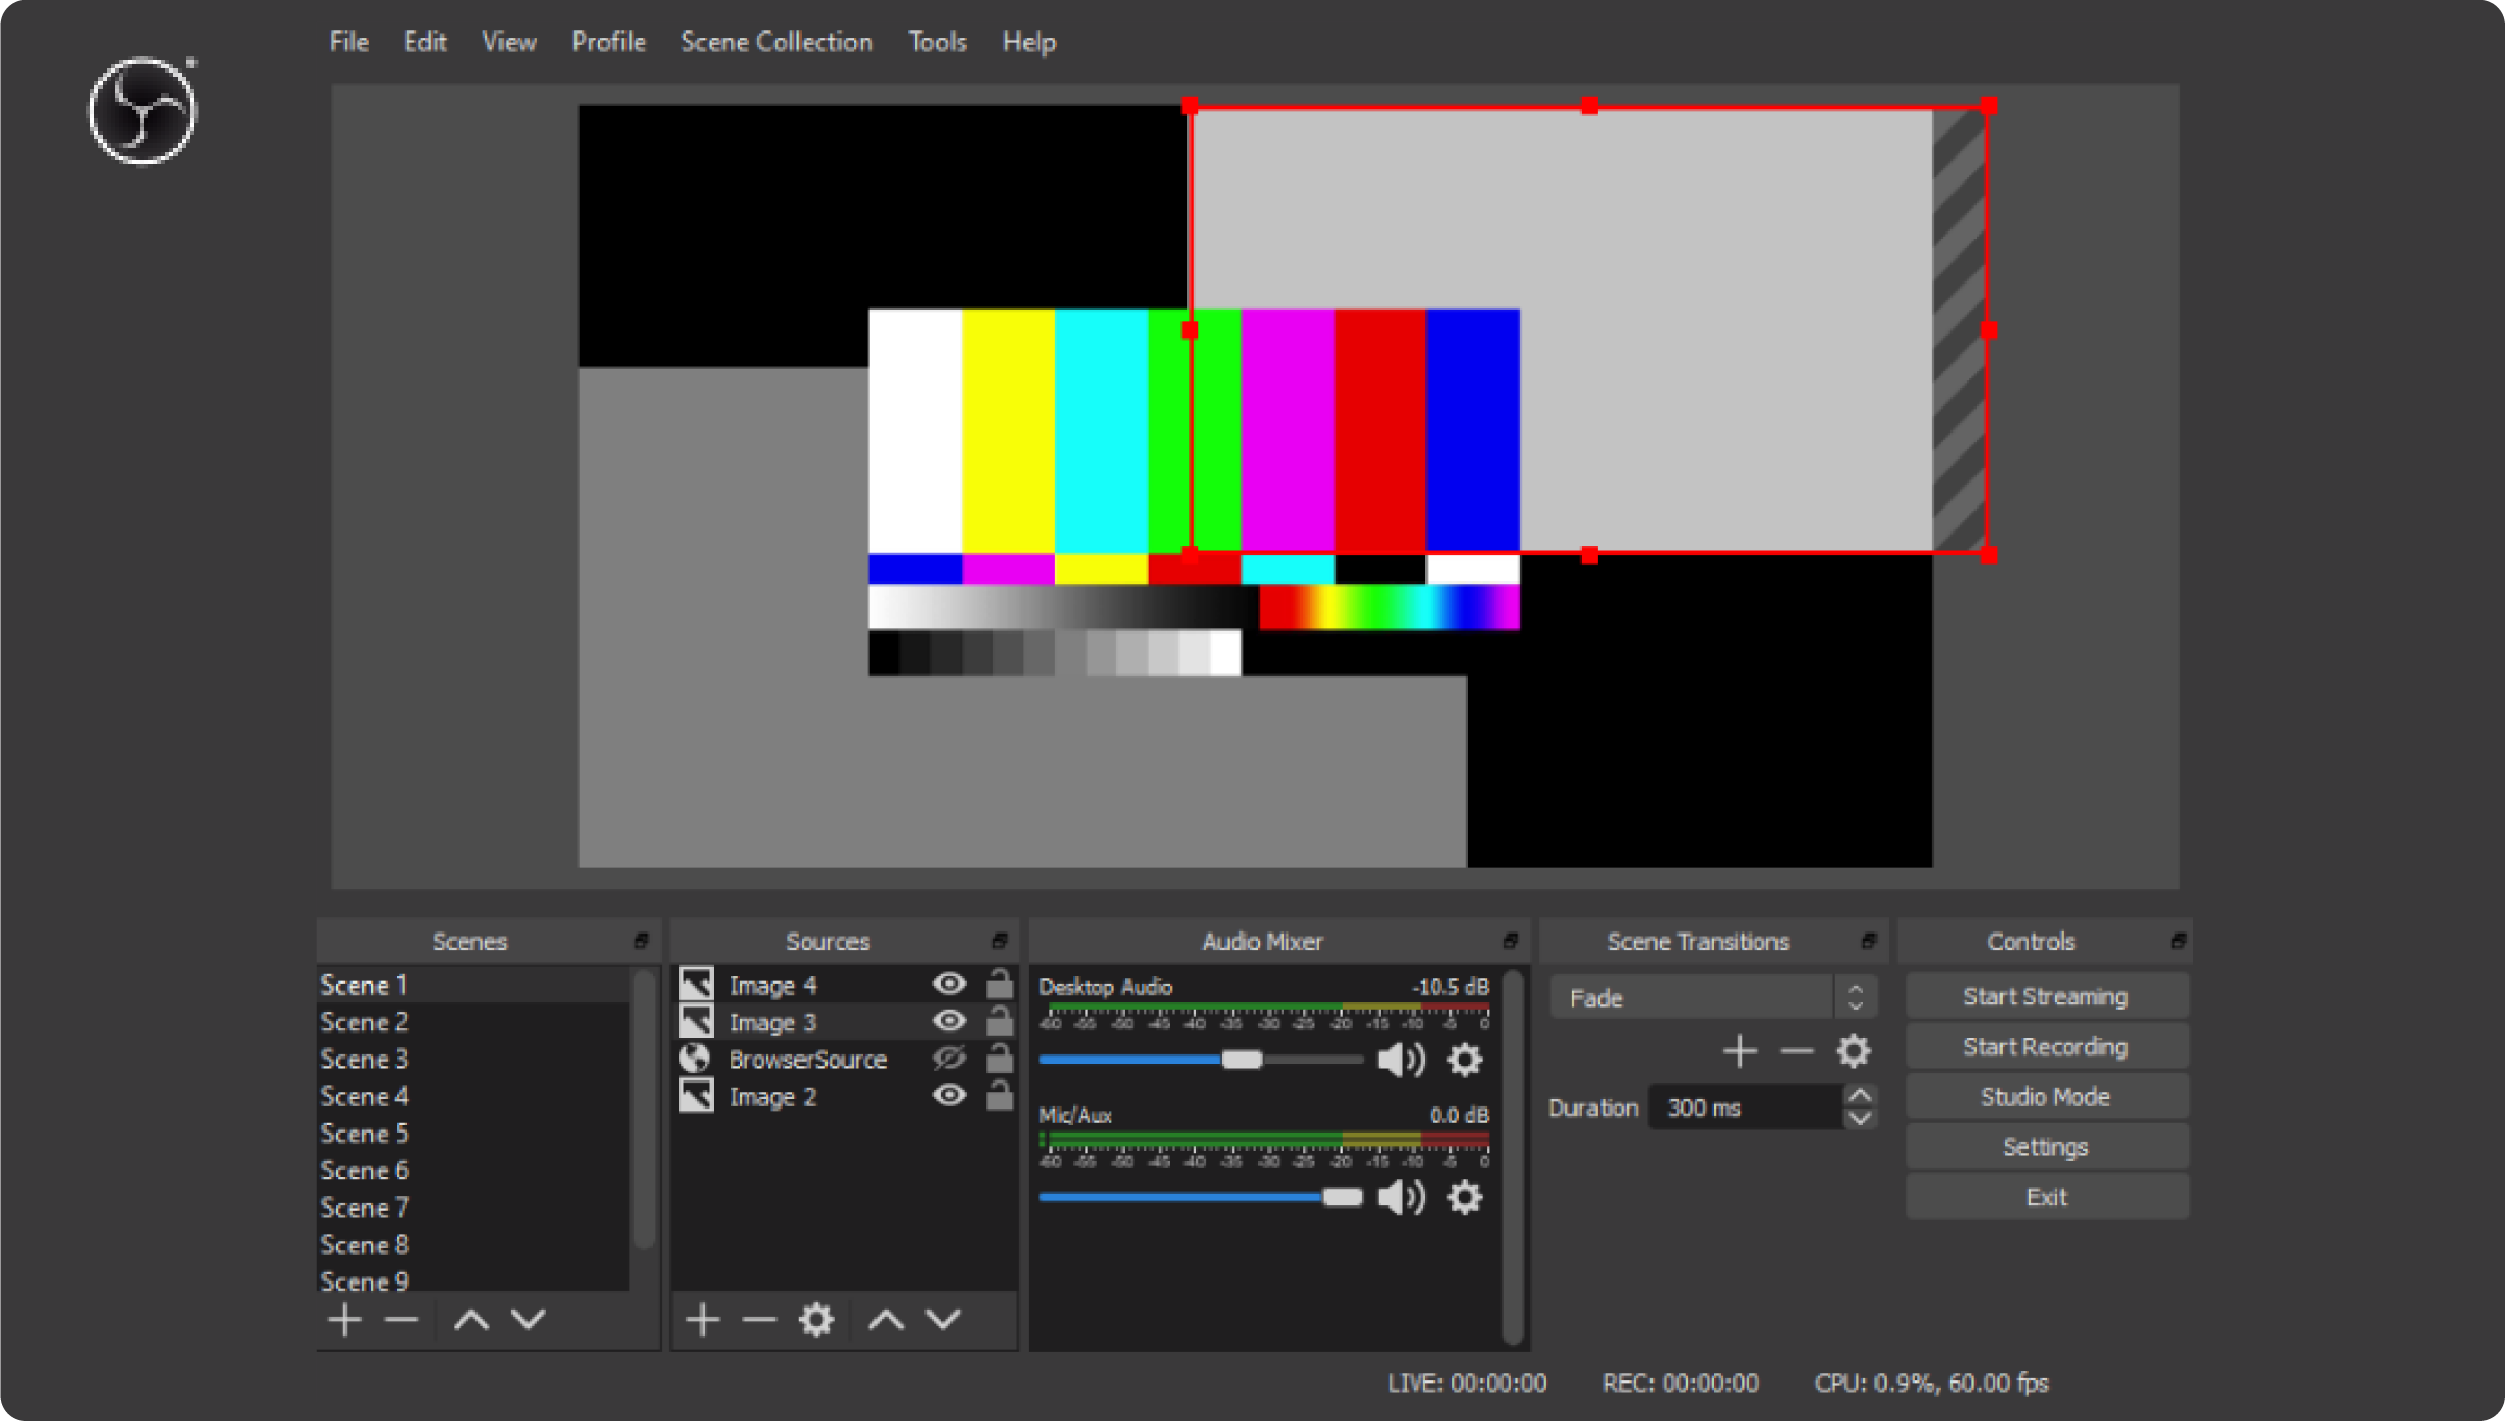 File Edit View Profile Scene Collection Tools Help
Scenes
Scene 1
Scene 2
Scene 3
Scene 4
Scene 5
Scene 6
Scene 7
Scene 8
Scene 9
Sources
Image 4
Image 3
BrowserSource
Image 2
Audio Mixer
Desktop Audio -10.5 dB
-60 -55 -50 -45 -40 -35 -30 -25 -20 -15 -10 -5 0
Mic/Aux 0.0 dB
-60 -55 -50 -45 -40 -35 -30 -25 -20 -15 -10 -5 0
Scene Transitions
Fade
Duration 300 ms
Controls
Start Streaming
Start Recording
Studio Mode
Settings
Exit
LIVE: 00:00:00 REC: 00:00:00 CPU: 0.9%, 60.00 fps